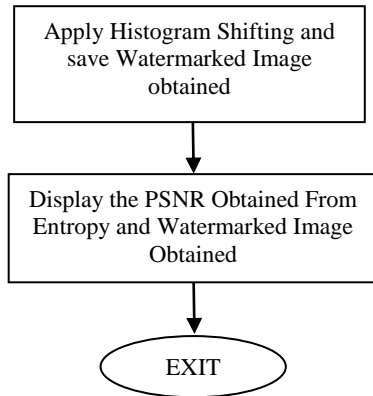 Apply Histogram Shifting and
save Watermarked Image
obtained
Display the PSNR Obtained From
Entropy and Watermarked Image
Obtained
EXIT